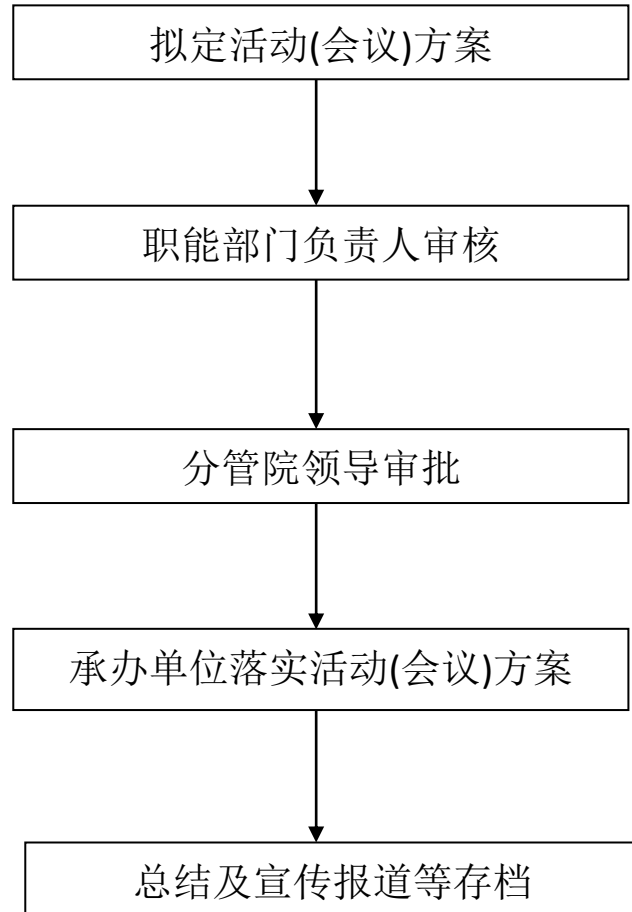 拟定活动(会议)方案
职能部门负责人审核
分管院领导审批
承办单位落实活动(会议)方案
总结及宣传报道等存档